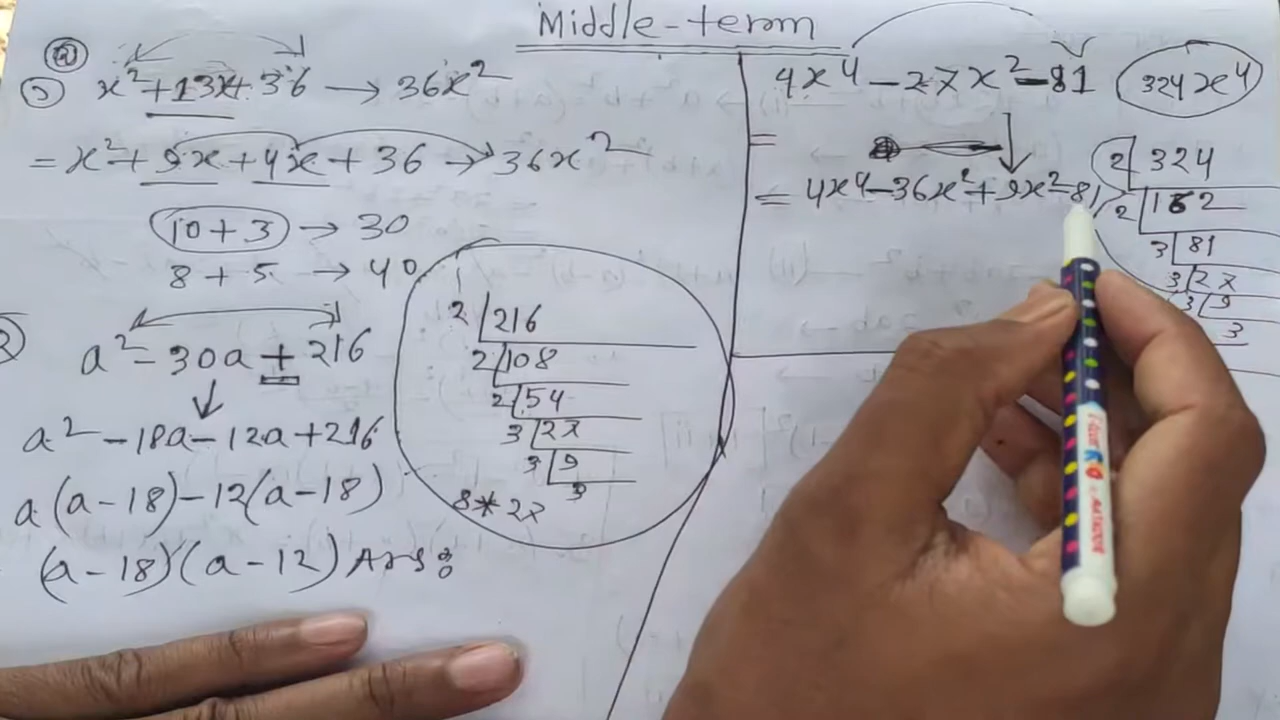 Middle-term
2
১ x² + 13x + 36 → 36x²
= x² + 9x + 4x + 36 → 36x²
10 + 3 → 30
8 + 5 → 40
a² - 30a + 216
a² - 18a - 12a + 216
a(a - 18) - 12(a - 18)
(a - 18)(a - 12) Ans:
2 216
2 108
2 54
3 27
3 9
3
8 * 27
4x⁴ - 27x² - 81 324x⁴
=
= 4x⁴ - 36x² + 9x² - 81
2 324
2 162
3 81
3 27
3 9
3